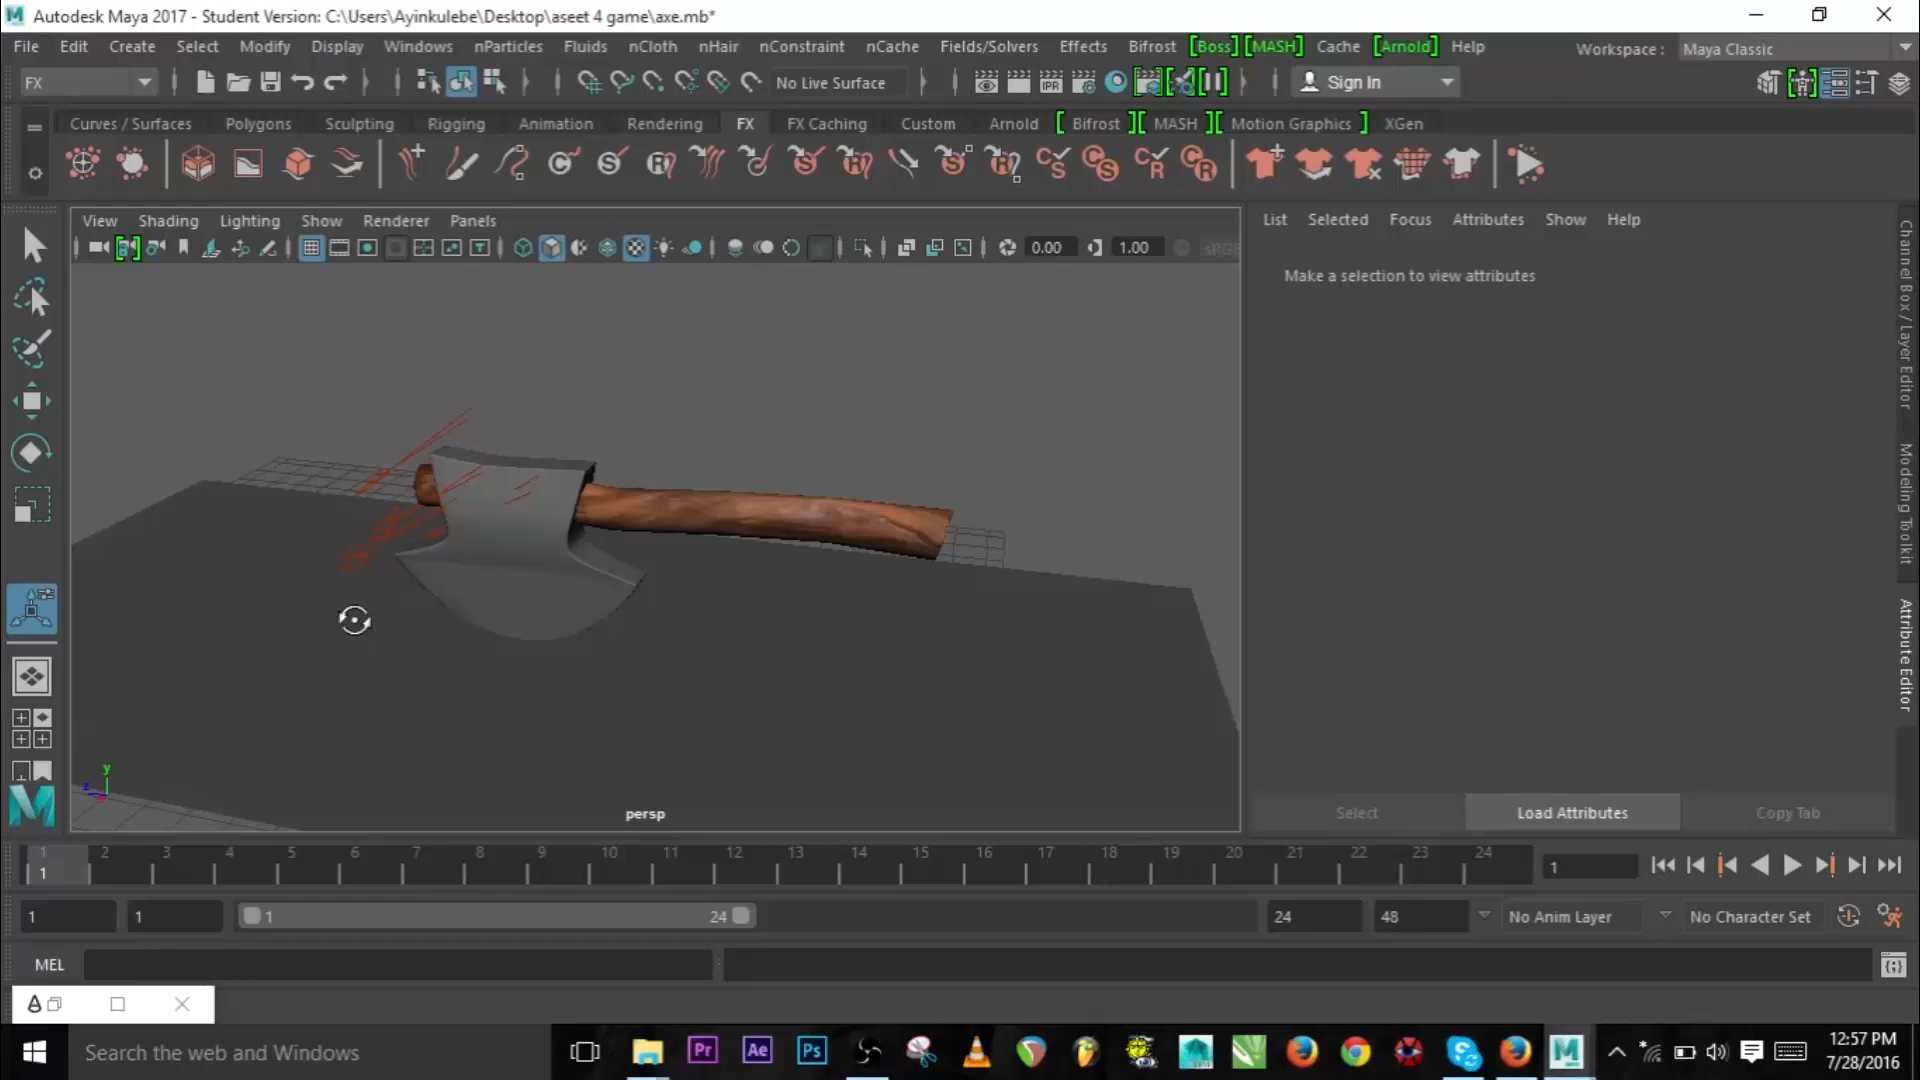 Autodesk Maya 2017 - Student Version: C:\Users\Ayinkulebe\Desktop\aseet 4 game\axe.mb*
File Edit Create Select Modify Display Windows nParticles Fluids nCloth nHair nConstraint nCache Fields/Solvers Effects Bifrost [Boss] [MASH] Cache [Arnold] Help Workspace : Maya Classic
FX No Live Surface IPR Sign In
Curves / Surfaces Polygons Sculpting Rigging Animation Rendering FX FX Caching Custom Arnold [ Bifrost ][ MASH ][ Motion Graphics ] XGen
View Shading Lighting Show Renderer Panels
0.00 1.00
List Selected Focus Attributes Show Help
Make a selection to view attributes
Channel Box / Layer Editor
Modeling Toolkit
Attribute Editor
y
z
persp
Select Load Attributes Copy Tab
1 2 3 4 5 6 7 8 9 10 11 12 13 14 15 16 17 18 19 20 21 22 23 24
1 1
1 1 1 24 24 48 No Anim Layer No Character Set
MEL
Search the web and Windows
Pr Ae Ps
12:57 PM
7/28/2016